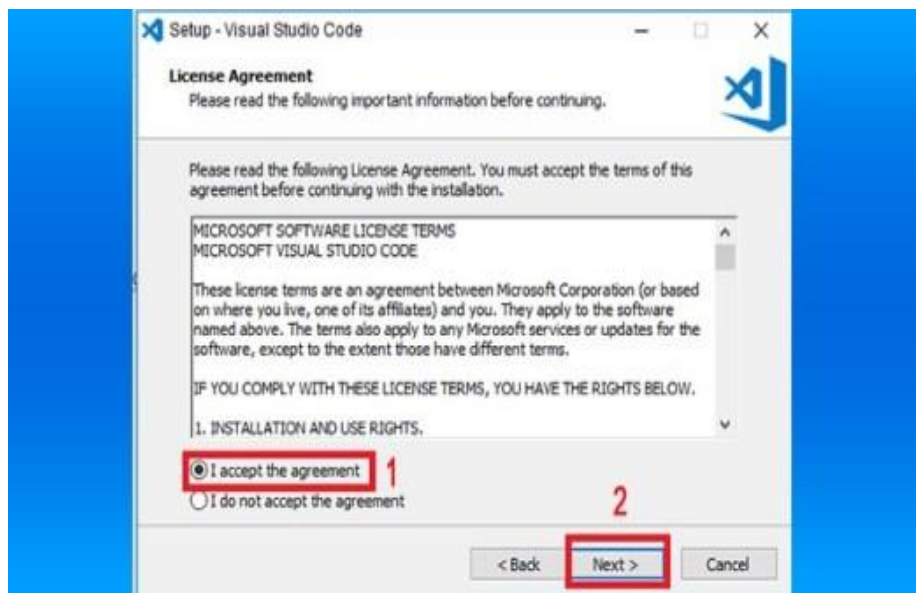 Setup - Visual Studio Code
License Agreement
Please read the following important information before continuing.
Please read the following License Agreement. You must accept the terms of this
agreement before continuing with the installation.
MICROSOFT SOFTWARE LICENSE TERMS
MICROSOFT VISUAL STUDIO CODE
These license terms are an agreement between Microsoft Corporation (or based
on where you live, one of its affiliates) and you. They apply to the software
named above. The terms also apply to any Microsoft services or updates for the
software, except to the extent those have different terms.
IF YOU COMPLY WITH THESE LICENSE TERMS, YOU HAVE THE RIGHTS BELOW.
1. INSTALLATION AND USE RIGHTS.
I accept the agreement 1
I do not accept the agreement
2
< Back Next > Cancel